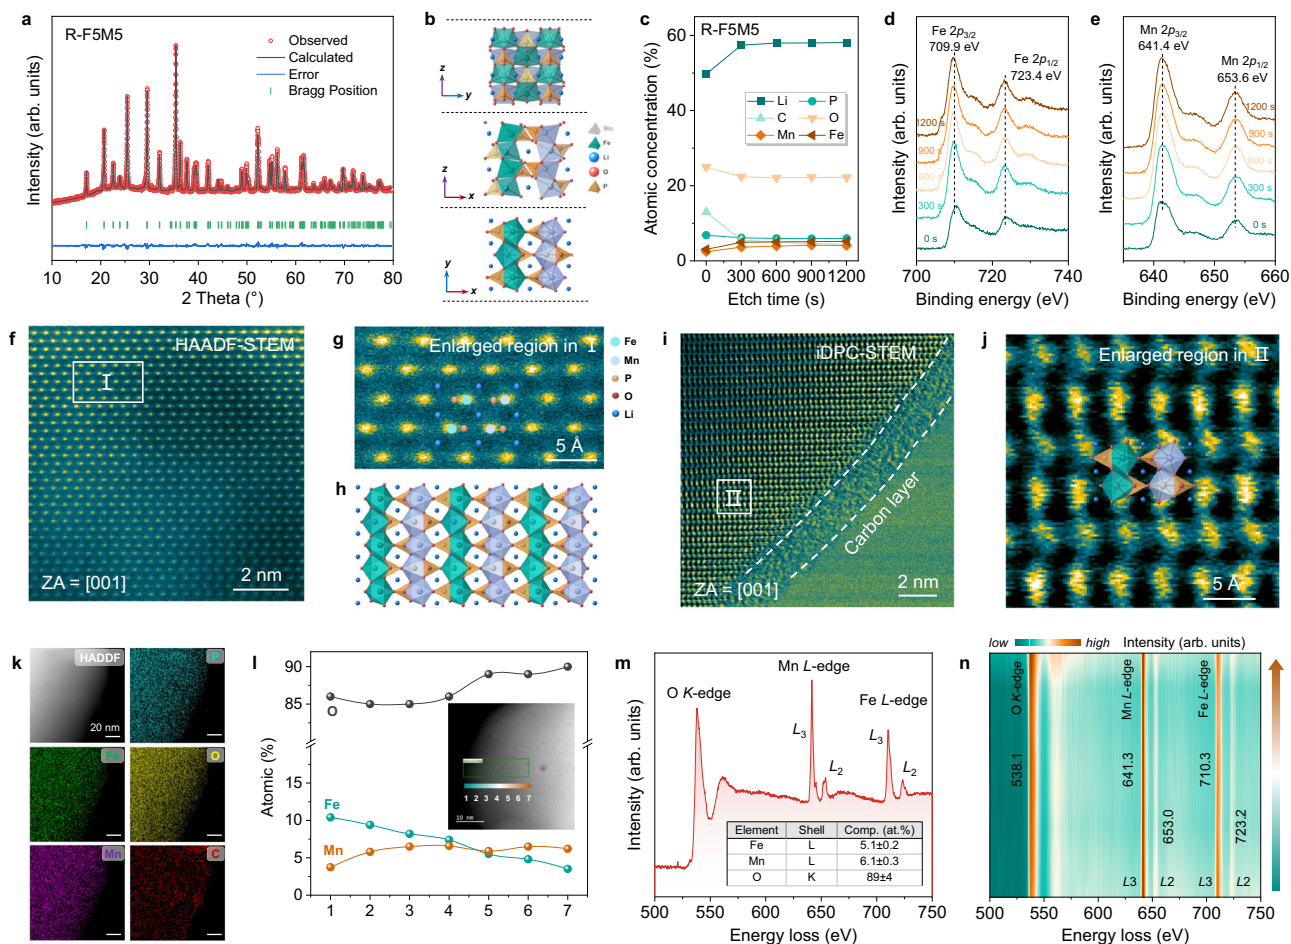 a
R-F5M5
Observed
Calculated
Error
Bragg Position
Intensity (arb. units)
10 20 30 40 50 60 70 80
2 Theta (°)
b
z
y
z
x
y
x
Mn
Fe
Li
O
P
c
R-F5M5
Atomic concentration (%)
60
40
20
0
Li
P
C
O
Mn
Fe
0 300 600 900 1200
Etch time (s)
d
Fe 2p3/2
709.9 eV
Fe 2p1/2
723.4 eV
1200 s
900 s
600 s
300 s
0 s
Intensity (arb. units)
700 720 740
Binding energy (eV)
e
Mn 2p3/2
641.4 eV
Mn 2p1/2
653.6 eV
1200 s
900 s
600 s
300 s
0 s
Intensity (arb. units)
640 650 660
Binding energy (eV)
f
HAADF-STEM
I
ZA = [001]
2 nm
g
Enlarged region in I
5 Å
Fe
Mn
P
O
Li
h
i
iDPC-STEM
II
Carbon layer
ZA = [001]
2 nm
j
Enlarged region in II
5 Å
k
HADDF
20 nm
P
Fe
O
Mn
C
l
Atomic (%)
90
85
15
10
5
0
O
Fe
Mn
1 2 3 4 5 6 7
10 nm
1 2 3 4 5 6 7
m
O K-edge
Mn L-edge
Fe L-edge
L3
L2
L3
L2
Intensity (arb. units)
Element Shell Comp. (at.%)
Fe L 5.1±0.2
Mn L 6.1±0.3
O K 89±4
500 550 600 650 700 750
Energy loss (eV)
n
low high Intensity (arb. units)
O K-edge
Mn L-edge
Fe L-edge
538.1
641.3
653.0
710.3
723.2
L3 L2 L3 L2
500 550 600 650 700 750
Energy loss (eV)